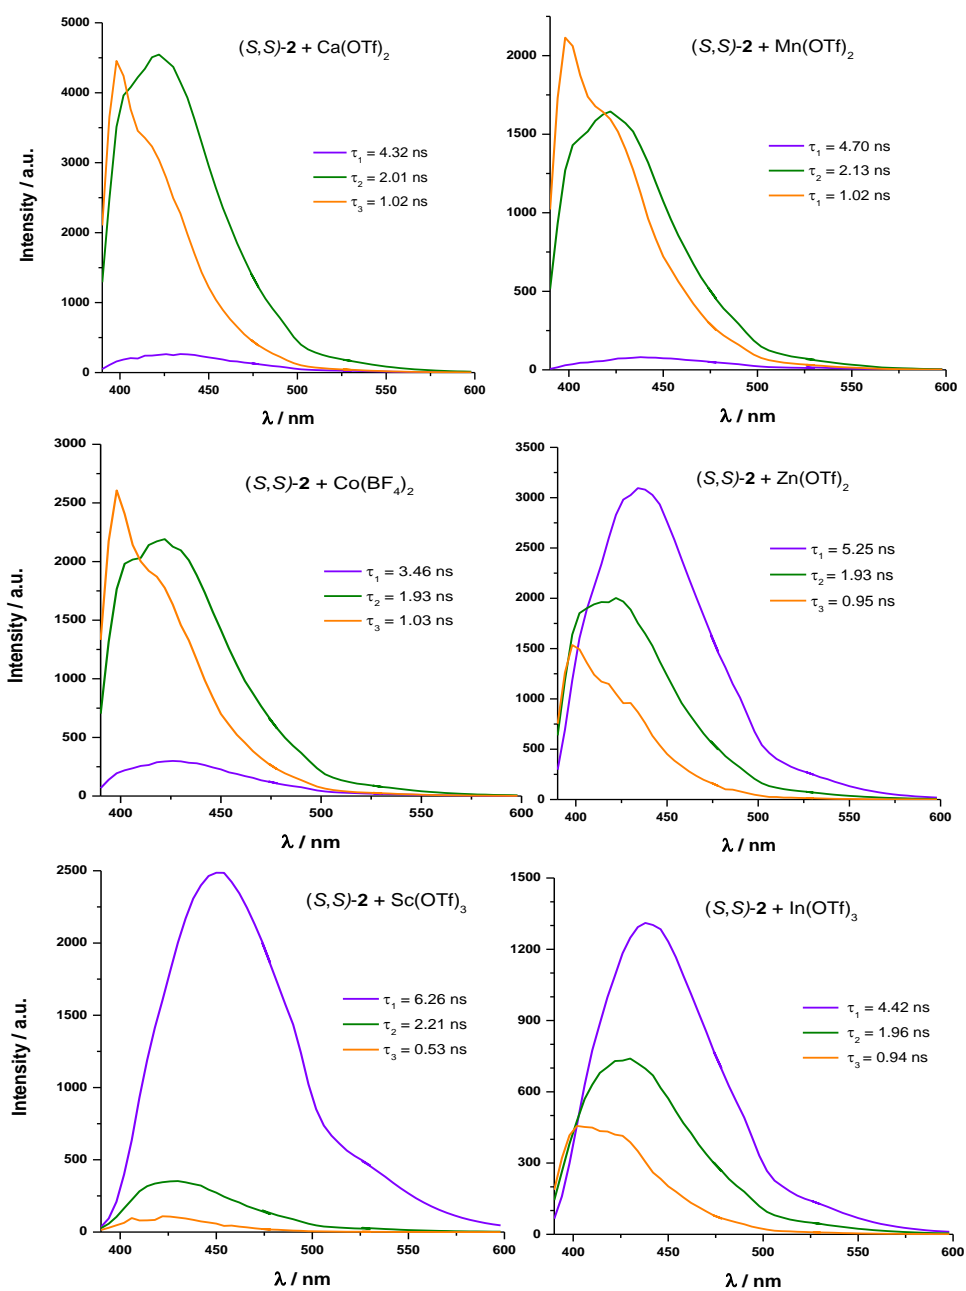 (S,S)-2 + Ca(OTf)2
Intensity / a.u.
5000
4000
3000
2000
1000
0
τ1 = 4.32 ns
τ2 = 2.01 ns
τ3 = 1.02 ns
400 450 500 550 600
λ / nm
(S,S)-2 + Mn(OTf)2
2000
1500
1000
500
0
τ1 = 4.70 ns
τ2 = 2.13 ns
τ1 = 1.02 ns
400 450 500 550 600
λ / nm
(S,S)-2 + Co(BF4)2
Intensity / a.u.
3000
2500
2000
1500
1000
500
0
τ1 = 3.46 ns
τ2 = 1.93 ns
τ3 = 1.03 ns
400 450 500 550 600
λ / nm
(S,S)-2 + Zn(OTf)2
3500
3000
2500
2000
1500
1000
500
0
τ1 = 5.25 ns
τ2 = 1.93 ns
τ3 = 0.95 ns
400 450 500 550 600
λ / nm
(S,S)-2 + Sc(OTf)3
Intensity / a.u.
2500
2000
1500
1000
500
0
τ1 = 6.26 ns
τ2 = 2.21 ns
τ3 = 0.53 ns
400 450 500 550 600
λ / nm
(S,S)-2 + In(OTf)3
1500
1200
900
600
300
0
τ1 = 4.42 ns
τ2 = 1.96 ns
τ3 = 0.94 ns
400 450 500 550 600
λ / nm